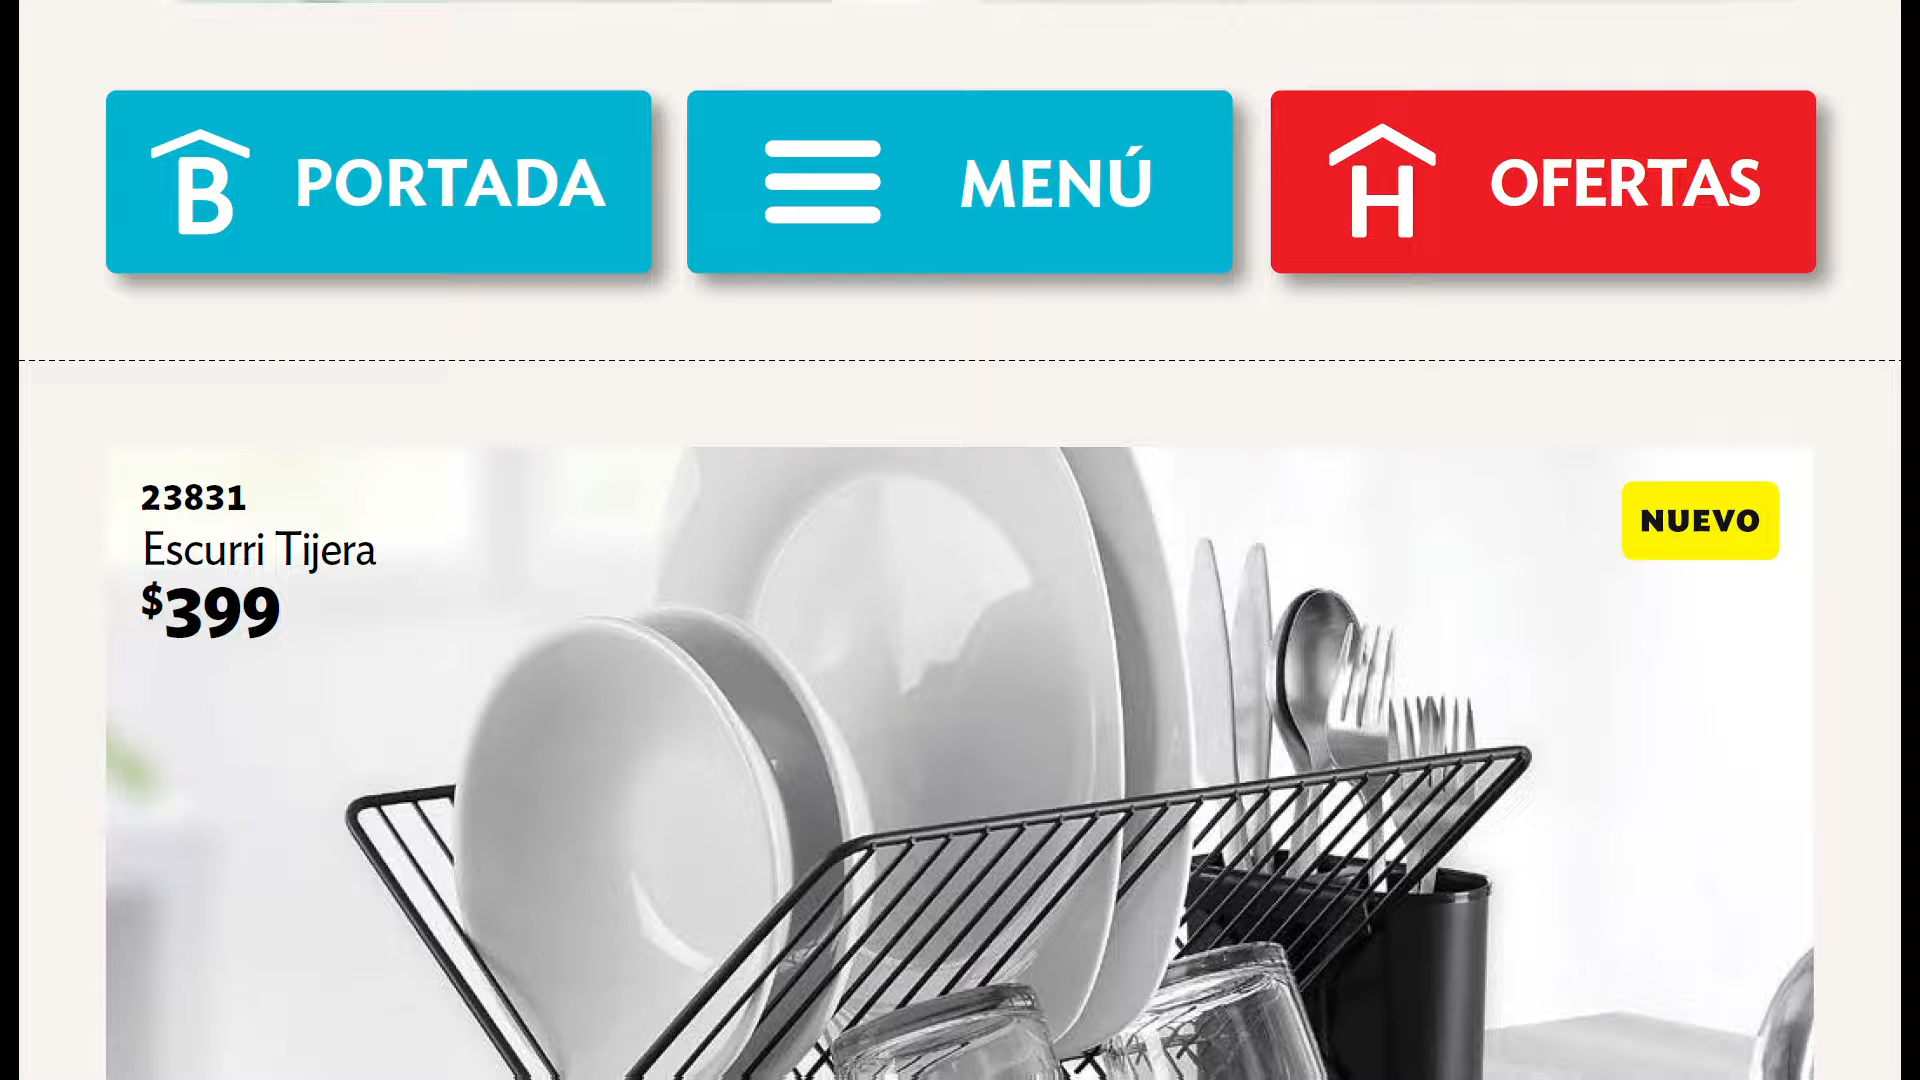 B PORTADA
MENÚ
H OFERTAS
23831
Escurri Tijera
$399
NUEVO